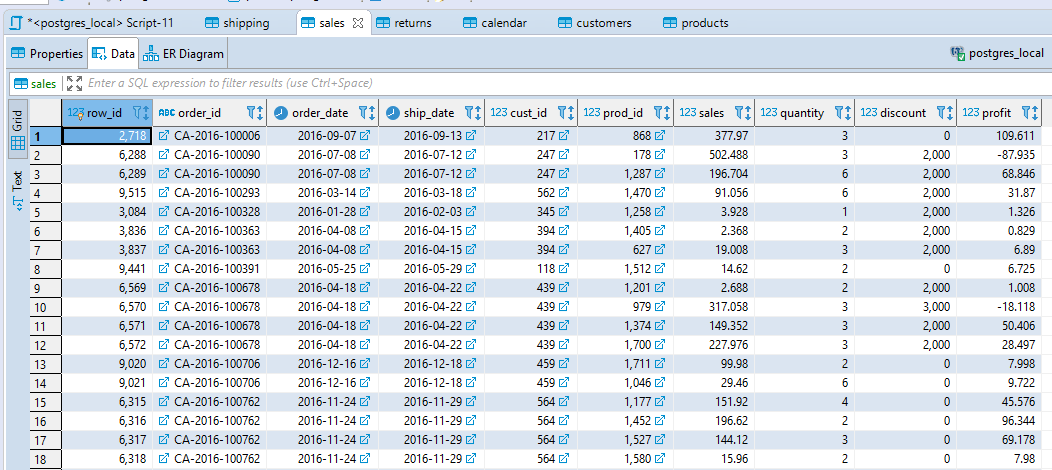 *<postgres_local> Script-11 shipping sales returns calendar customers products
Properties Data ER Diagram postgres_local
sales Enter a SQL expression to filter results (use Ctrl+Space)
Grid
Text
123 row_id ABC order_id order_date ship_date 123 cust_id 123 prod_id 123 sales 123 quantity 123 discount 123 profit
1 2,718 CA-2016-100006 2016-09-07 2016-09-13 217 868 377.97 3 0 109.611
2 6,288 CA-2016-100090 2016-07-08 2016-07-12 247 178 502.488 3 2,000 -87.935
3 6,289 CA-2016-100090 2016-07-08 2016-07-12 247 1,287 196.704 6 2,000 68.846
4 9,515 CA-2016-100293 2016-03-14 2016-03-18 562 1,470 91.056 6 2,000 31.87
5 3,084 CA-2016-100328 2016-01-28 2016-02-03 345 1,258 3.928 1 2,000 1.326
6 3,836 CA-2016-100363 2016-04-08 2016-04-15 394 1,405 2.368 2 2,000 0.829
7 3,837 CA-2016-100363 2016-04-08 2016-04-15 394 627 19.008 3 2,000 6.89
8 9,441 CA-2016-100391 2016-05-25 2016-05-29 118 1,512 14.62 2 0 6.725
9 6,569 CA-2016-100678 2016-04-18 2016-04-22 439 1,201 2.688 2 2,000 1.008
10 6,570 CA-2016-100678 2016-04-18 2016-04-22 439 979 317.058 3 3,000 -18.118
11 6,571 CA-2016-100678 2016-04-18 2016-04-22 439 1,374 149.352 3 2,000 50.406
12 6,572 CA-2016-100678 2016-04-18 2016-04-22 439 1,700 227.976 3 2,000 28.497
13 9,020 CA-2016-100706 2016-12-16 2016-12-18 459 1,711 99.98 2 0 7.998
14 9,021 CA-2016-100706 2016-12-16 2016-12-18 459 1,046 29.46 6 0 9.722
15 6,315 CA-2016-100762 2016-11-24 2016-11-29 564 1,177 151.92 4 0 45.576
16 6,316 CA-2016-100762 2016-11-24 2016-11-29 564 1,452 196.62 2 0 96.344
17 6,317 CA-2016-100762 2016-11-24 2016-11-29 564 1,527 144.12 3 0 69.178
18 6,318 CA-2016-100762 2016-11-24 2016-11-29 564 1,580 15.96 2 0 7.98